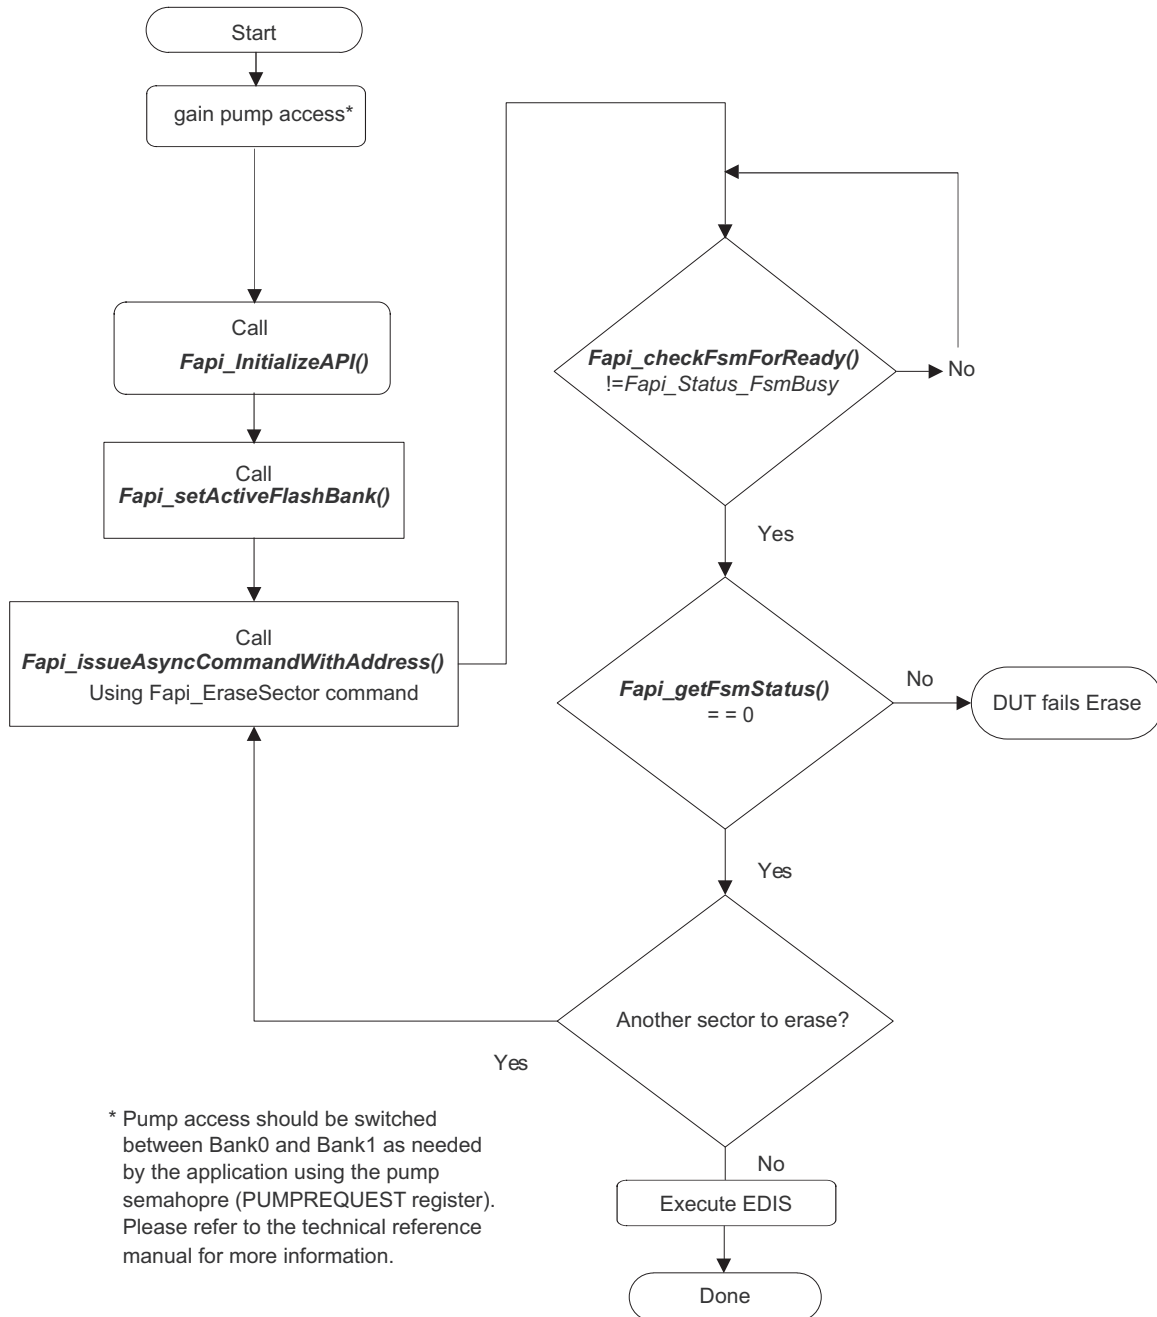 Start
gain pump access*
Call
Fapi_InitializeAPI()
Call
Fapi_setActiveFlashBank()
Call
Fapi_issueAsyncCommandWithAddress()
Using Fapi_EraseSector command
Fapi_checkFsmForReady()
!=Fapi_Status_FsmBusy
No
Yes
Fapi_getFsmStatus()
= = 0
No
DUT fails Erase
Yes
Another sector to erase?
Yes
No
Execute EDIS
Done
* Pump access should be switched
between Bank0 and Bank1 as needed
by the application using the pump
semahopre (PUMPREQUEST register).
Please refer to the technical reference
manual for more information.